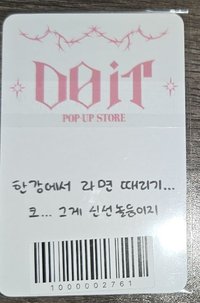 DOIT
POP-UP STORE
한강에서 라면 때리기...
크... 그게 신선놀음이지
1000002761